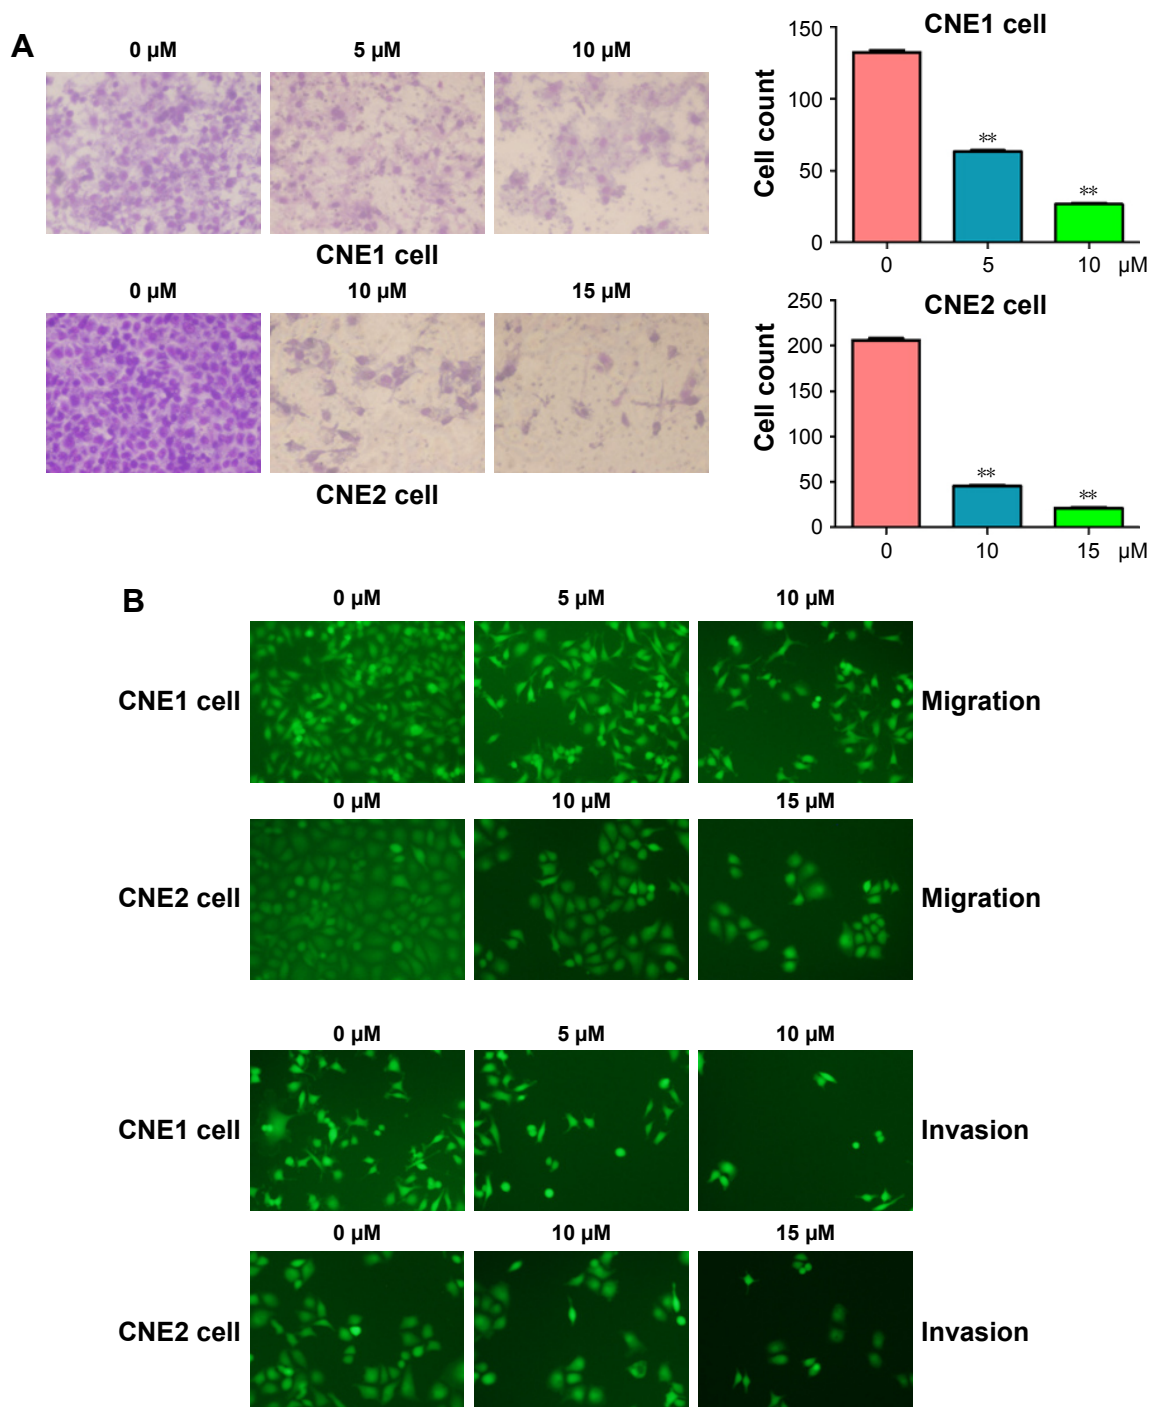 A
0 µM 5 µM 10 µM
CNE1 cell
0 µM 10 µM 15 µM
CNE2 cell
CNE1 cell
Cell count
150
100
50
0
**
**
0 5 10 µM
CNE2 cell
Cell count
250
200
150
100
50
0
**
**
0 10 15 µM
B
0 µM 5 µM 10 µM
CNE1 cell Migration
0 µM 10 µM 15 µM
CNE2 cell Migration
0 µM 5 µM 10 µM
CNE1 cell Invasion
0 µM 10 µM 15 µM
CNE2 cell Invasion